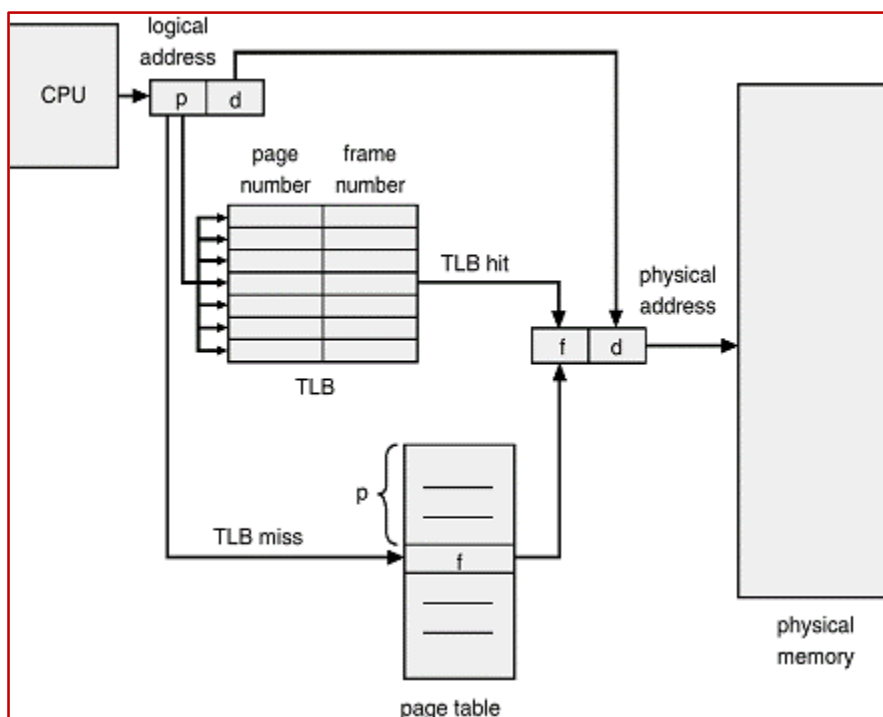 logical
address
CPU
p
d
page
number
frame
number
TLB hit
physical
address
f
d
TLB
p
TLB miss
f
physical
memory
page table